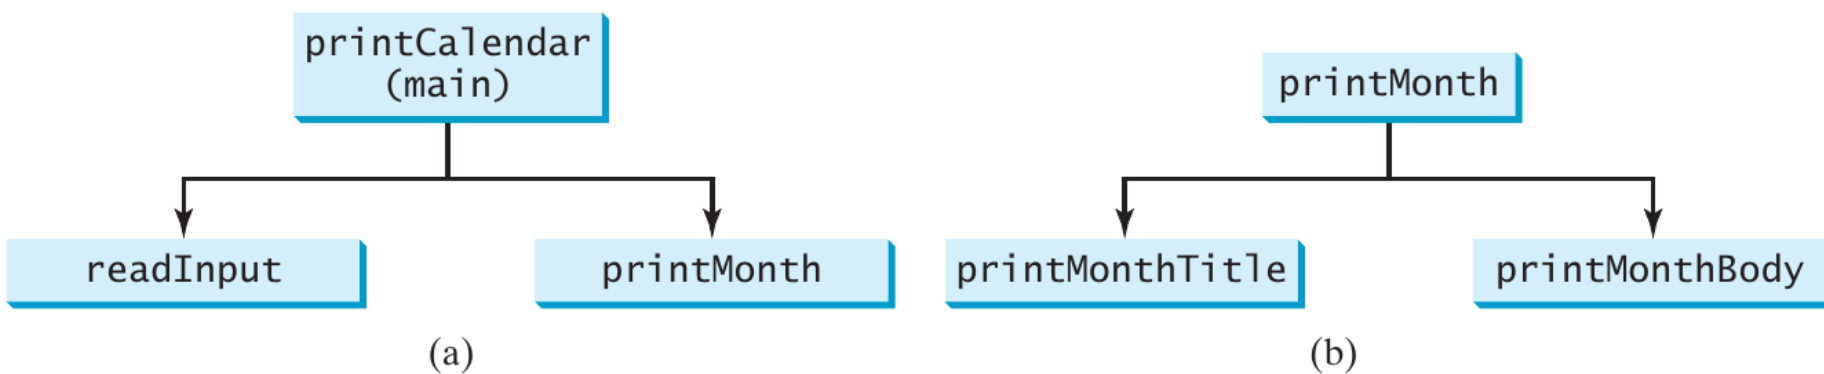 printCalendar
(main)
readInput
printMonth
(a)
printMonth
printMonthTitle
printMonthBody
(b)